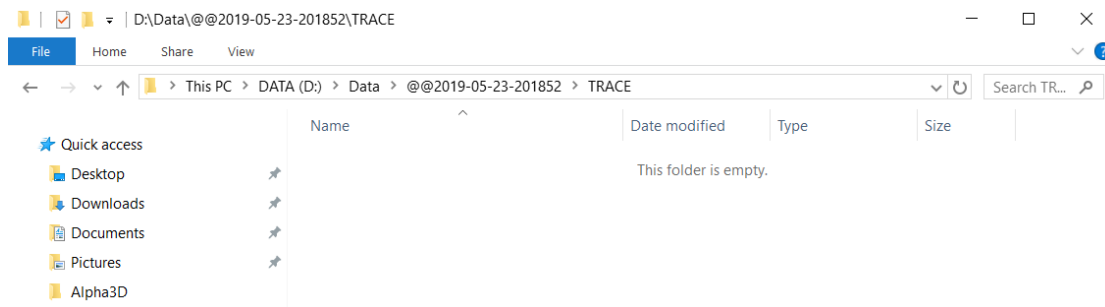 D:\Data\@@2019-05-23-201852\TRACE
File Home Share View
This PC > DATA (D:) > Data > @@2019-05-23-201852 > TRACE
Search TR...
Name Date modified Type Size
This folder is empty.
Quick access
Desktop
Downloads
Documents
Pictures
Alpha3D